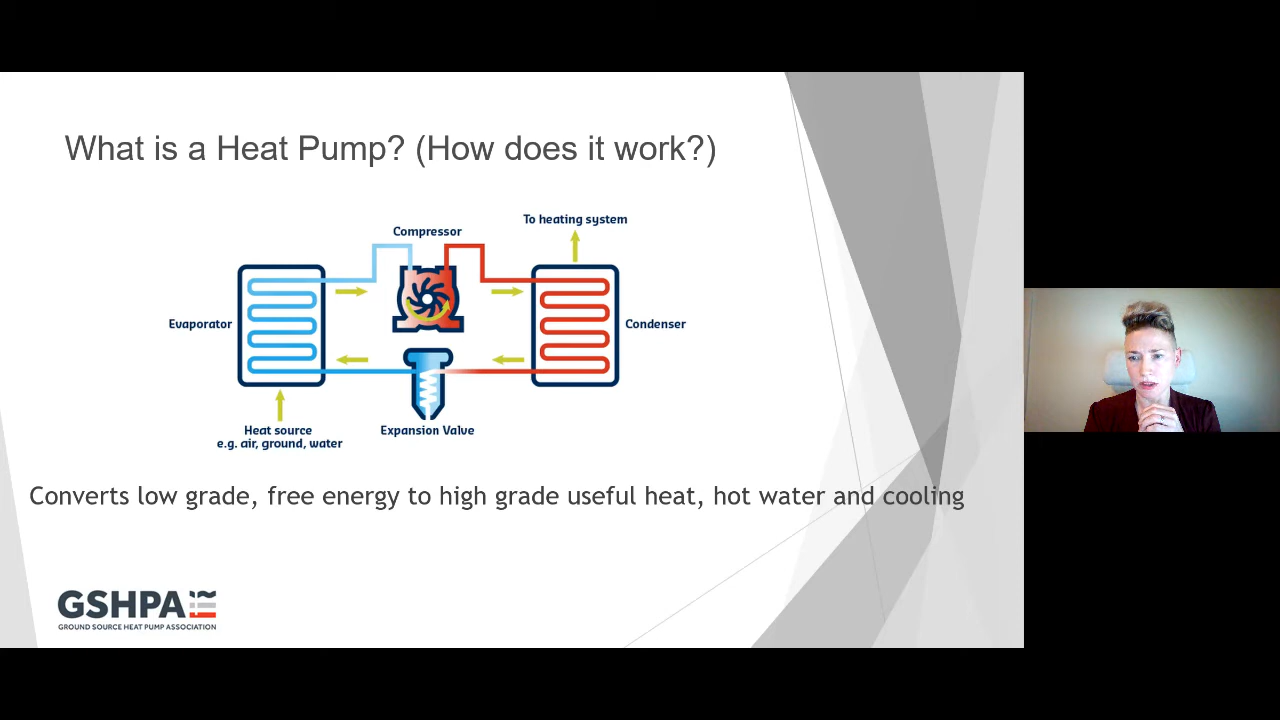 What is a Heat Pump? (How does it work?)
To heating system
Compressor
Evaporator
Condenser
Heat source
e.g. air, ground, water
Expansion Valve
Converts low grade, free energy to high grade useful heat, hot water and cooling
GSHPA
GROUND SOURCE HEAT PUMP ASSOCIATION